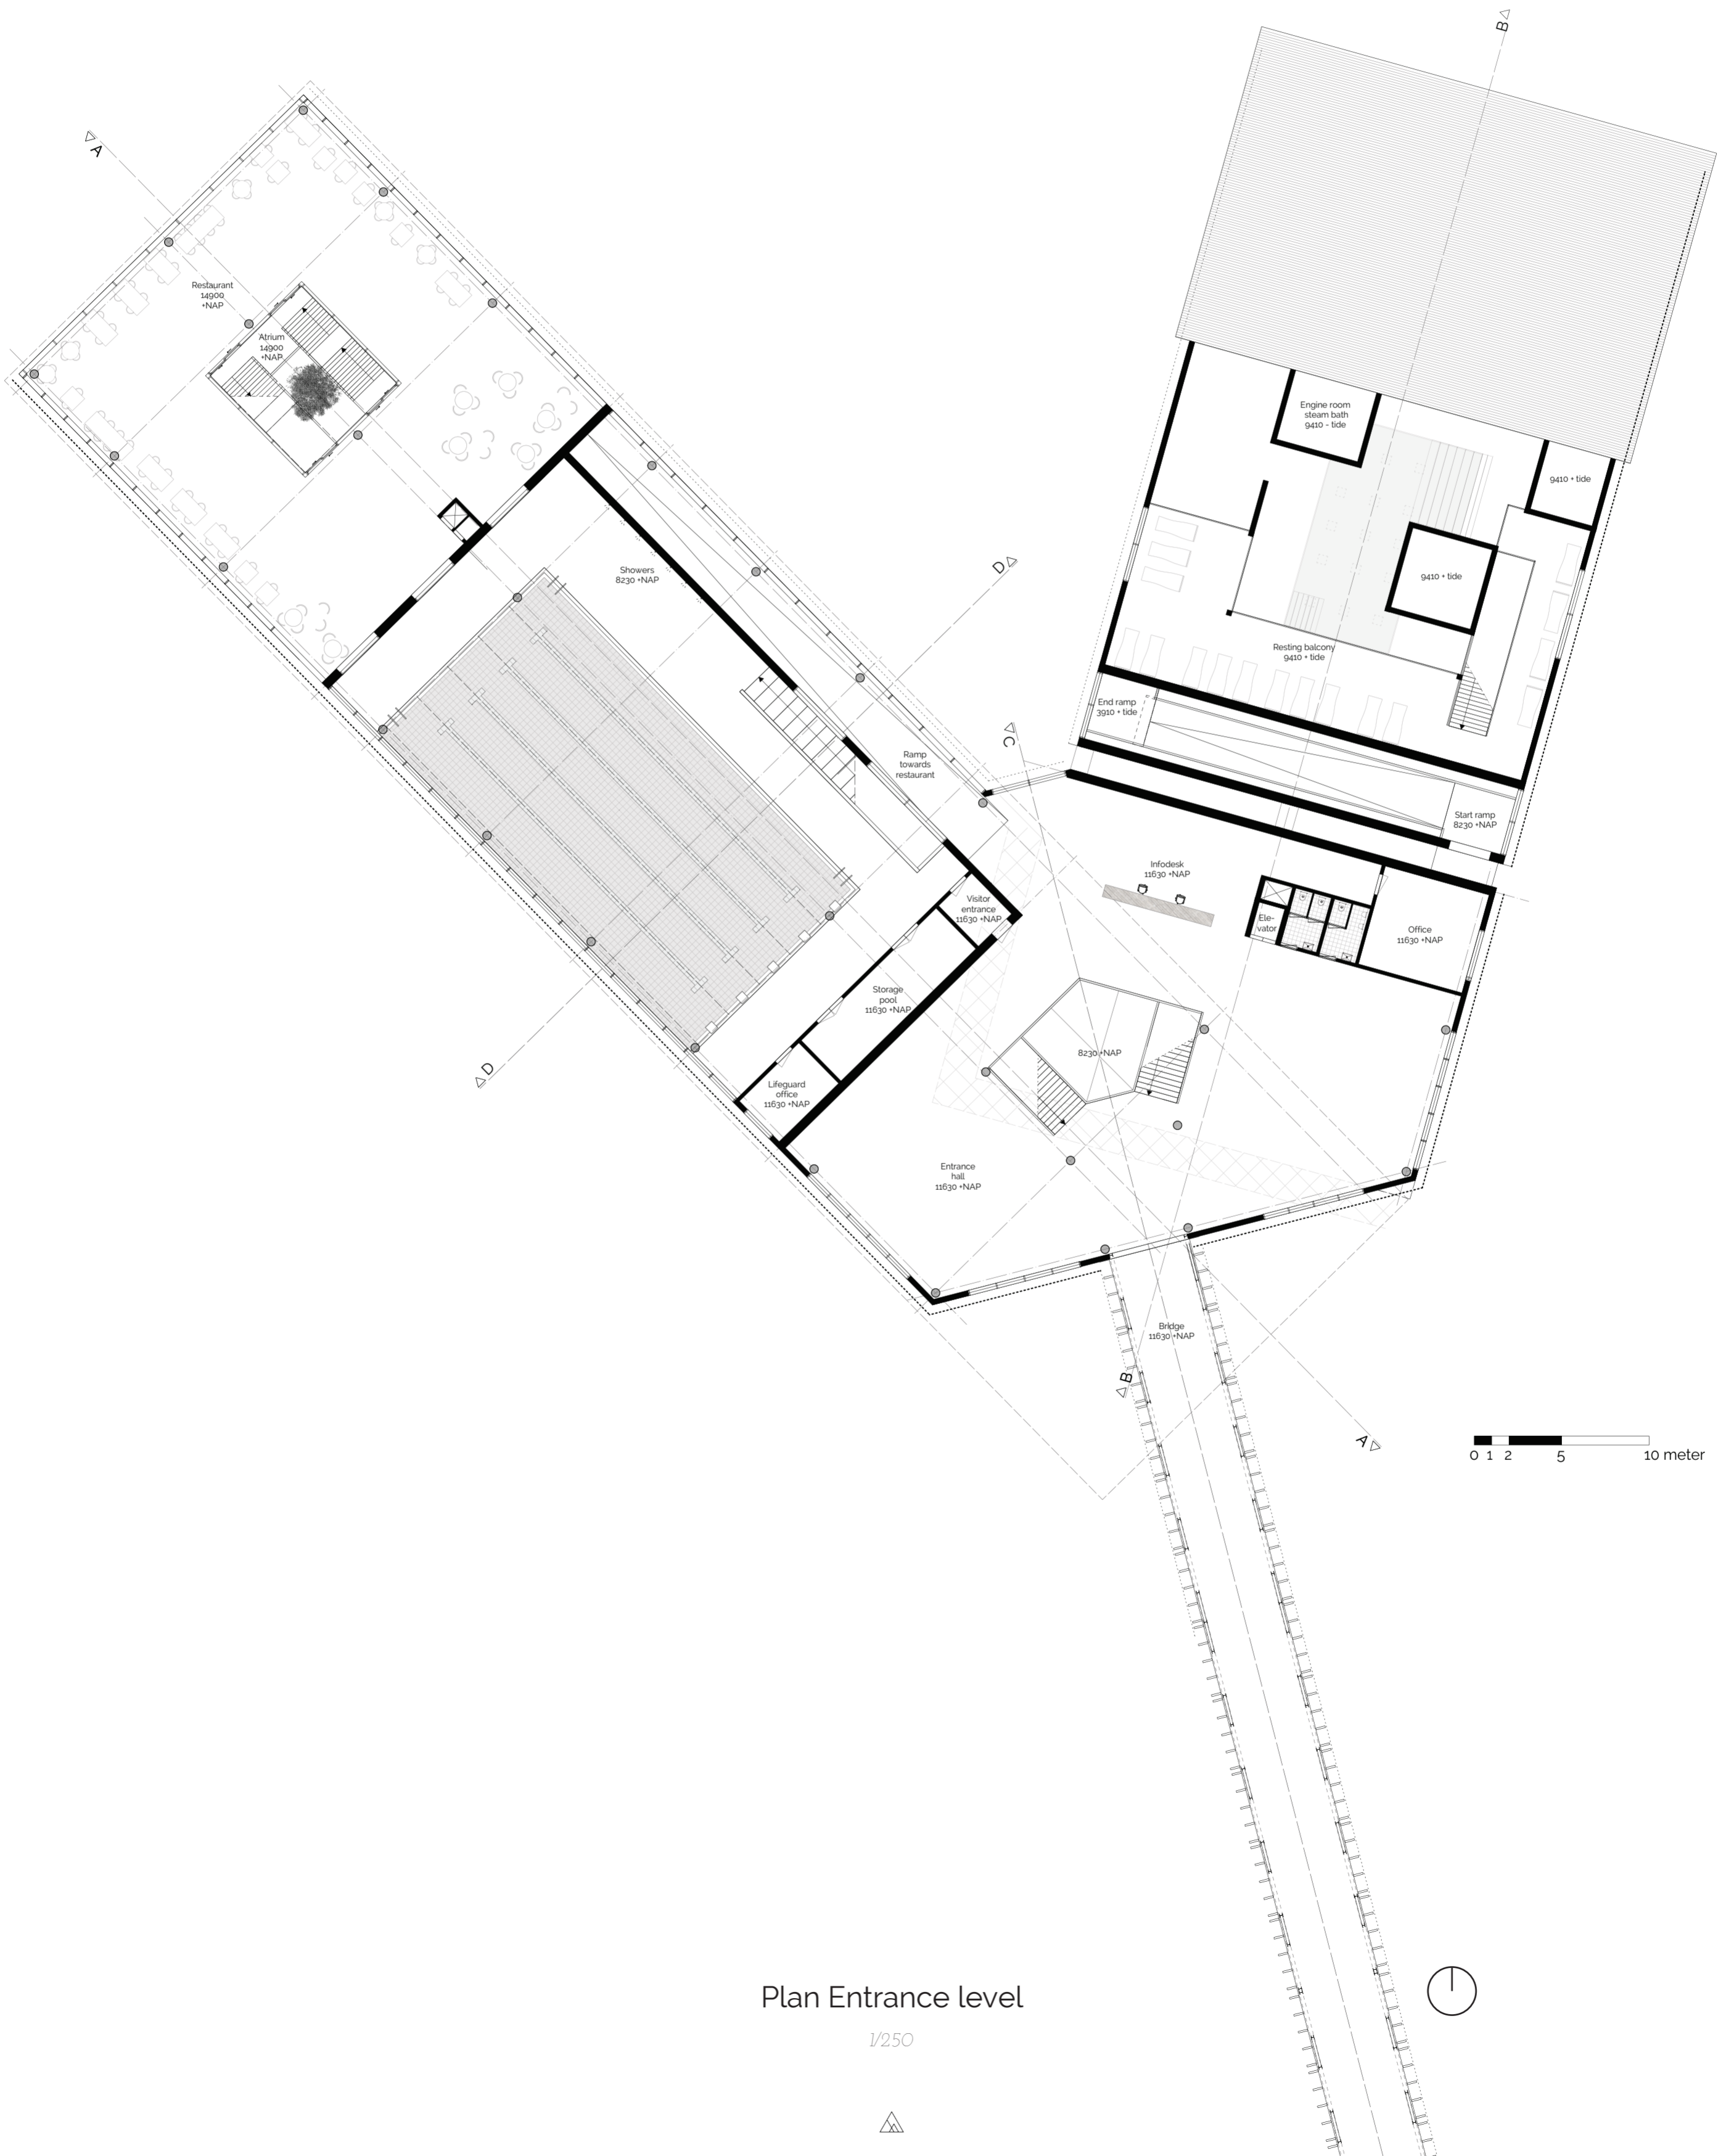 B
A
Restaurant
14900
+NAP
Atrium
14900
+NAP
Engine room
steam bath
9410 - tide
9410 + tide
9410 + tide
Showers
8230 +NAP
D
Resting balcony
9410 + tide
End ramp
3910 + tide
C
Ramp
towards
restaurant
Start ramp
8230 +NAP
Infodesk
11630 +NAP
Visitor
entrance
11630 +NAP
Ele-
vator
Office
11630 +NAP
Storage
pool
11630 +NAP
8230 +NAP
D
Lifeguard
office
11630 +NAP
Entrance
hall
11630 +NAP
Bridge
11630 +NAP
B
A
0 1 2 5 10 meter
Plan Entrance level
1/250